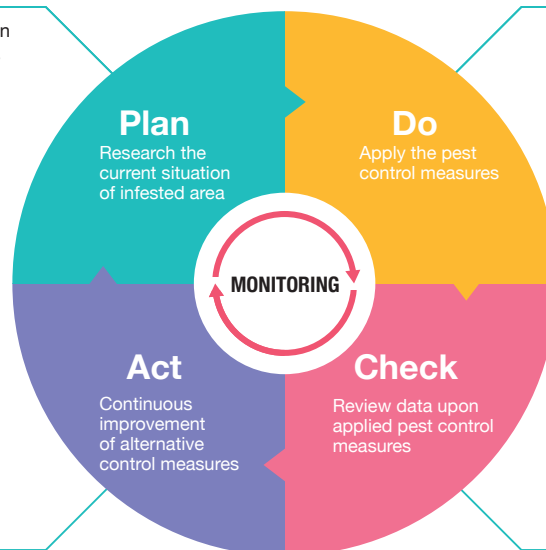 n
Plan
Research the
current situation
of infested area
Do
Apply the pest
control measures
MONITORING
Act
Continuous
improvement
of alternative
control measures
Check
Review data upon
applied pest control
measures